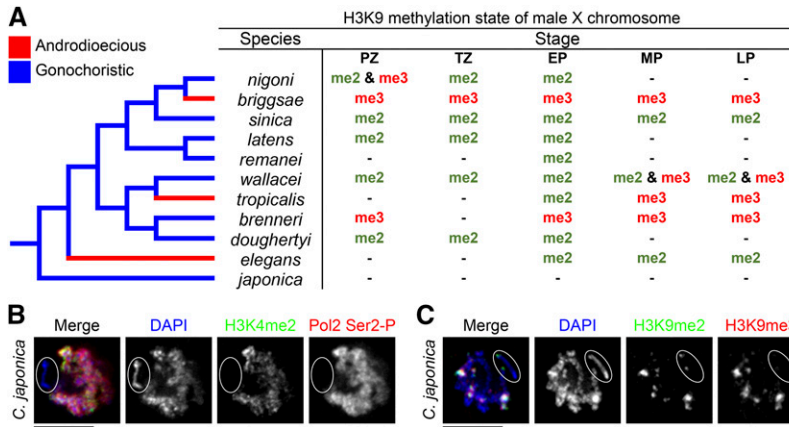 A
H3K9 methylation state of male X chromosome
Androdioecious
Gonochoristic
Species Stage
PZ TZ EP MP LP
nigoni me2 & me3 me2 me2 - -
briggsae me3 me3 me3 me3 me3
sinica me2 me2 me2 me2 me2
latens me2 me2 me2 - -
remanei - - me2 - -
wallacei me2 me2 me2 me2 & me3 me2 & me3
tropicalis - - me2 me3 me3
brenneri me3 - me3 me3 me3
doughertyi me2 me2 me2 - -
elegans - - me2 me2 me2
japonica - - - - -
B Merge DAPI H3K4me2 Pol2 Ser2-P
C. japonica
C Merge DAPI H3K9me2 H3K9me3
C. japonica